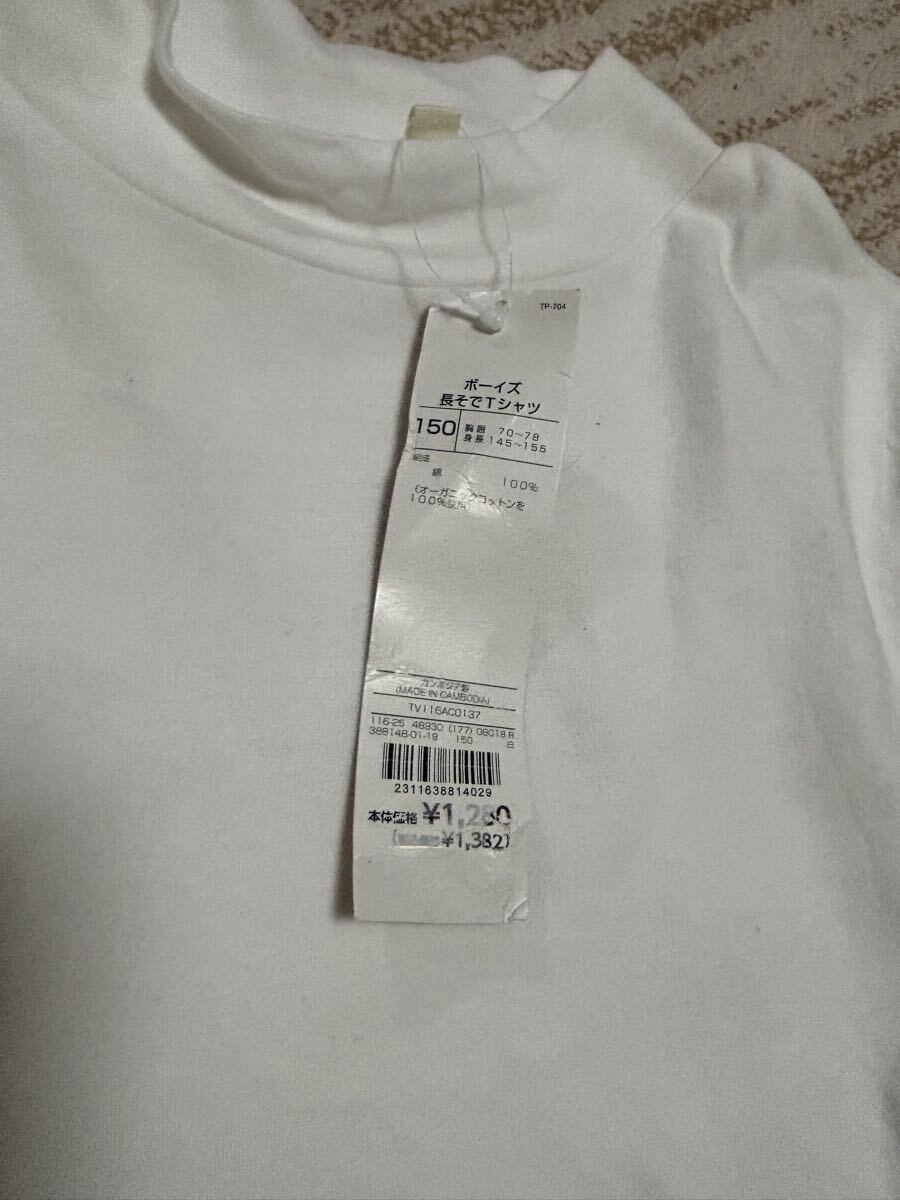 TP-704
ボーイズ
長そでTシャツ
150
胸囲 70〜78
身長 145〜155
組成
綿 100%
(オーガニックコットンを
100%使用)
カンボジア製
(MADE IN CAMBODIA)
TV116AC0137
116-25 48930 (177) 08018 R
388148-01-19 150 白
2311638814029
本体価格 ¥1,280
¥1,382)